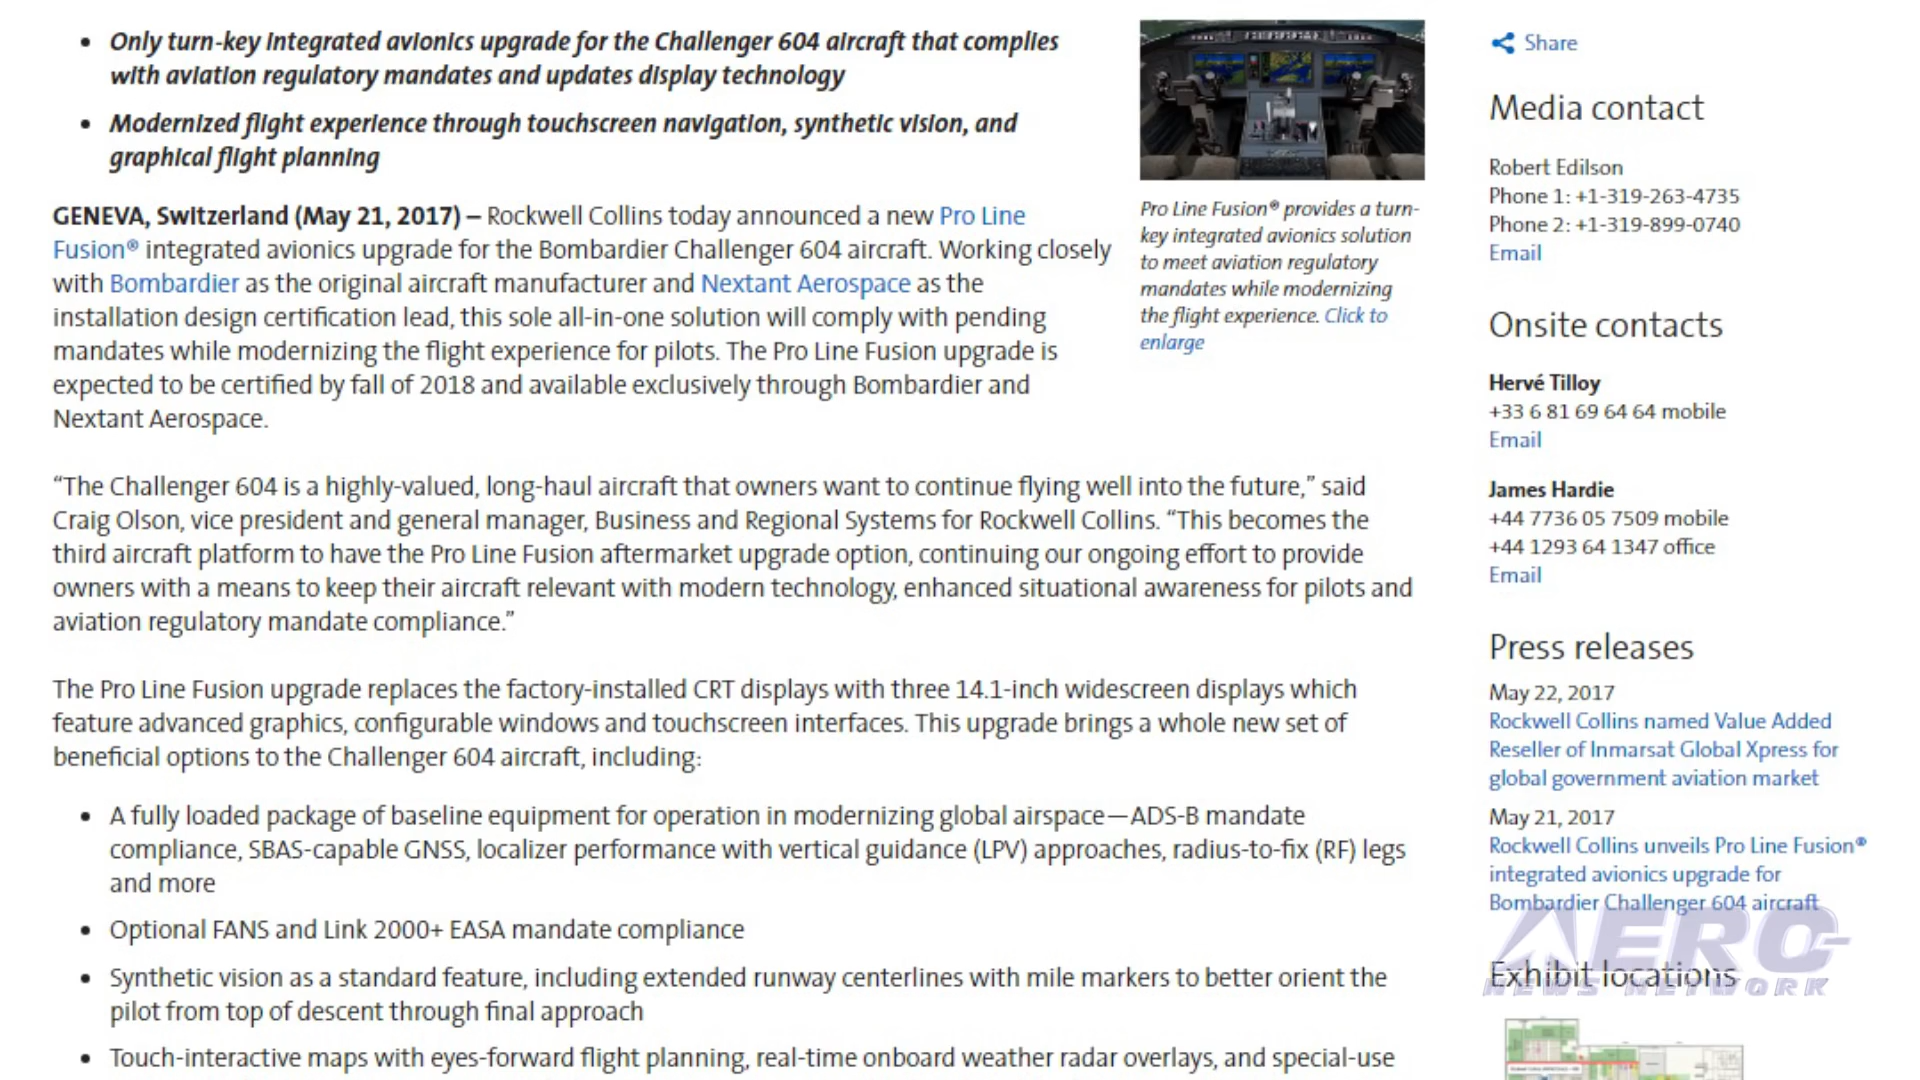 Only turn-key integrated avionics upgrade for the Challenger 604 aircraft that complies
with aviation regulatory mandates and updates display technology
Modernized flight experience through touchscreen navigation, synthetic vision, and
graphical flight planning
GENEVA, Switzerland (May 21, 2017) – Rockwell Collins today announced a new Pro Line
Fusion® integrated avionics upgrade for the Bombardier Challenger 604 aircraft. Working closely
with Bombardier as the original aircraft manufacturer and Nextant Aerospace as the
installation design certification lead, this sole all-in-one solution will comply with pending
mandates while modernizing the flight experience for pilots. The Pro Line Fusion upgrade is
expected to be certified by fall of 2018 and available exclusively through Bombardier and
Nextant Aerospace.
Pro Line Fusion® provides a turn-
key integrated avionics solution
to meet aviation regulatory
mandates while modernizing
the flight experience. Click to
enlarge
“The Challenger 604 is a highly-valued, long-haul aircraft that owners want to continue flying well into the future,” said
Craig Olson, vice president and general manager, Business and Regional Systems for Rockwell Collins. “This becomes the
third aircraft platform to have the Pro Line Fusion aftermarket upgrade option, continuing our ongoing effort to provide
owners with a means to keep their aircraft relevant with modern technology, enhanced situational awareness for pilots and
aviation regulatory mandate compliance.”
The Pro Line Fusion upgrade replaces the factory-installed CRT displays with three 14.1-inch widescreen displays which
feature advanced graphics, configurable windows and touchscreen interfaces. This upgrade brings a whole new set of
beneficial options to the Challenger 604 aircraft, including:
A fully loaded package of baseline equipment for operation in modernizing global airspace—ADS-B mandate
compliance, SBAS-capable GNSS, localizer performance with vertical guidance (LPV) approaches, radius-to-fix (RF) legs
and more
Optional FANS and Link 2000+ EASA mandate compliance
Synthetic vision as a standard feature, including extended runway centerlines with mile markers to better orient the
pilot from top of descent through final approach
Touch-interactive maps with eyes-forward flight planning, real-time onboard weather radar overlays, and special-use
Share
Media contact
Robert Edilson
Phone 1: +1-319-263-4735
Phone 2: +1-319-899-0740
Email
Onsite contacts
Hervé Tilloy
+33 6 81 69 64 64 mobile
Email
James Hardie
+44 7736 05 7509 mobile
+44 1293 64 1347 office
Email
Press releases
May 22, 2017
Rockwell Collins named Value Added
Reseller of Inmarsat Global Xpress for
global government aviation market
May 21, 2017
Rockwell Collins unveils Pro Line Fusion®
integrated avionics upgrade for
Bombardier Challenger 604 aircraft
AERO-
NEWS NETWORK
Exhibit locations